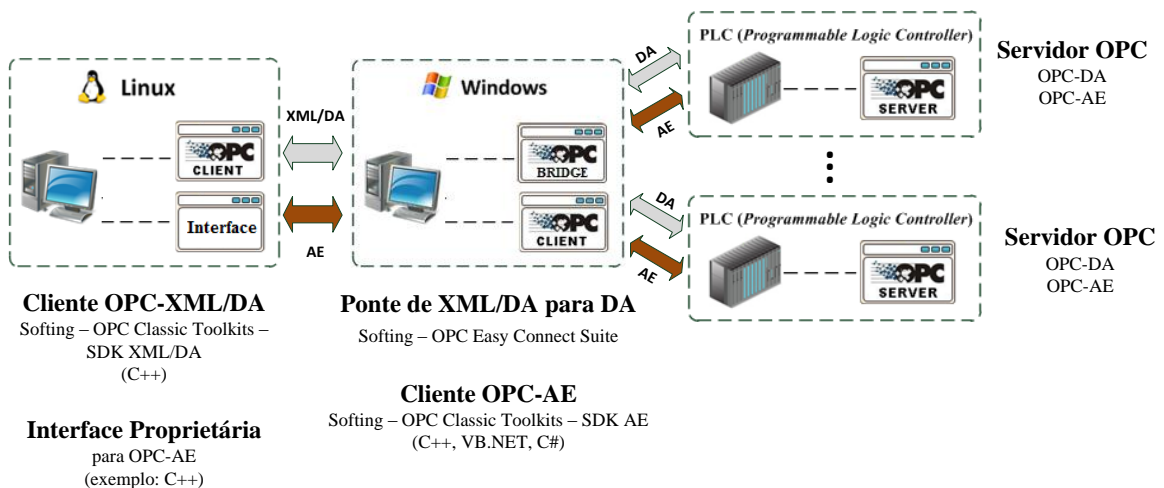 Linux
OPC
CLIENT
Interface
XML/DA
AE
Windows
OPC
BRIDGE
OPC
CLIENT
DA
AE
DA
AE
PLC (Programmable Logic Controller)
OPC
SERVER
PLC (Programmable Logic Controller)
OPC
SERVER
Servidor OPC
OPC-DA
OPC-AE
Servidor OPC
OPC-DA
OPC-AE
Cliente OPC-XML/DA
Softing – OPC Classic Toolkits –
SDK XML/DA
(C++)
Interface Proprietária
para OPC-AE
(exemplo: C++)
Ponte de XML/DA para DA
Softing – OPC Easy Connect Suite
Cliente OPC-AE
Softing – OPC Classic Toolkits – SDK AE
(C++, VB.NET, C#)